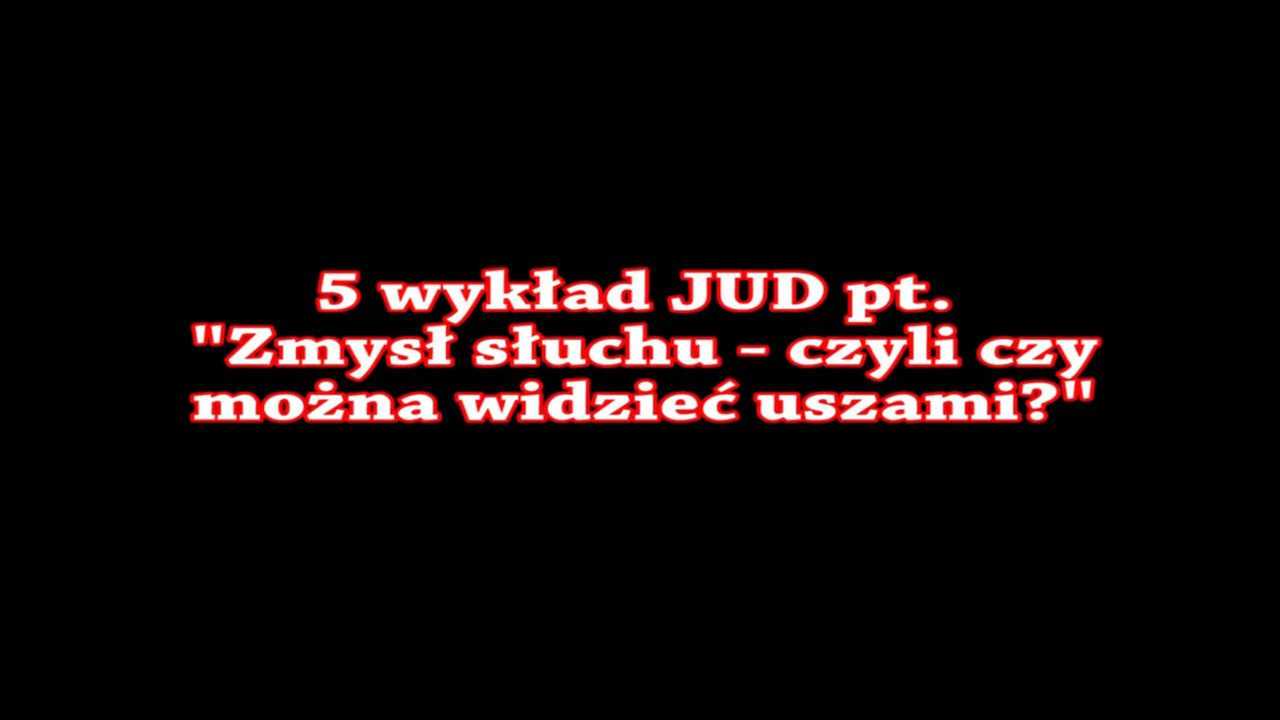 5 wykład JUD pt.
"Zmysł słuchu – czyli czy
można widzieć uszami?"